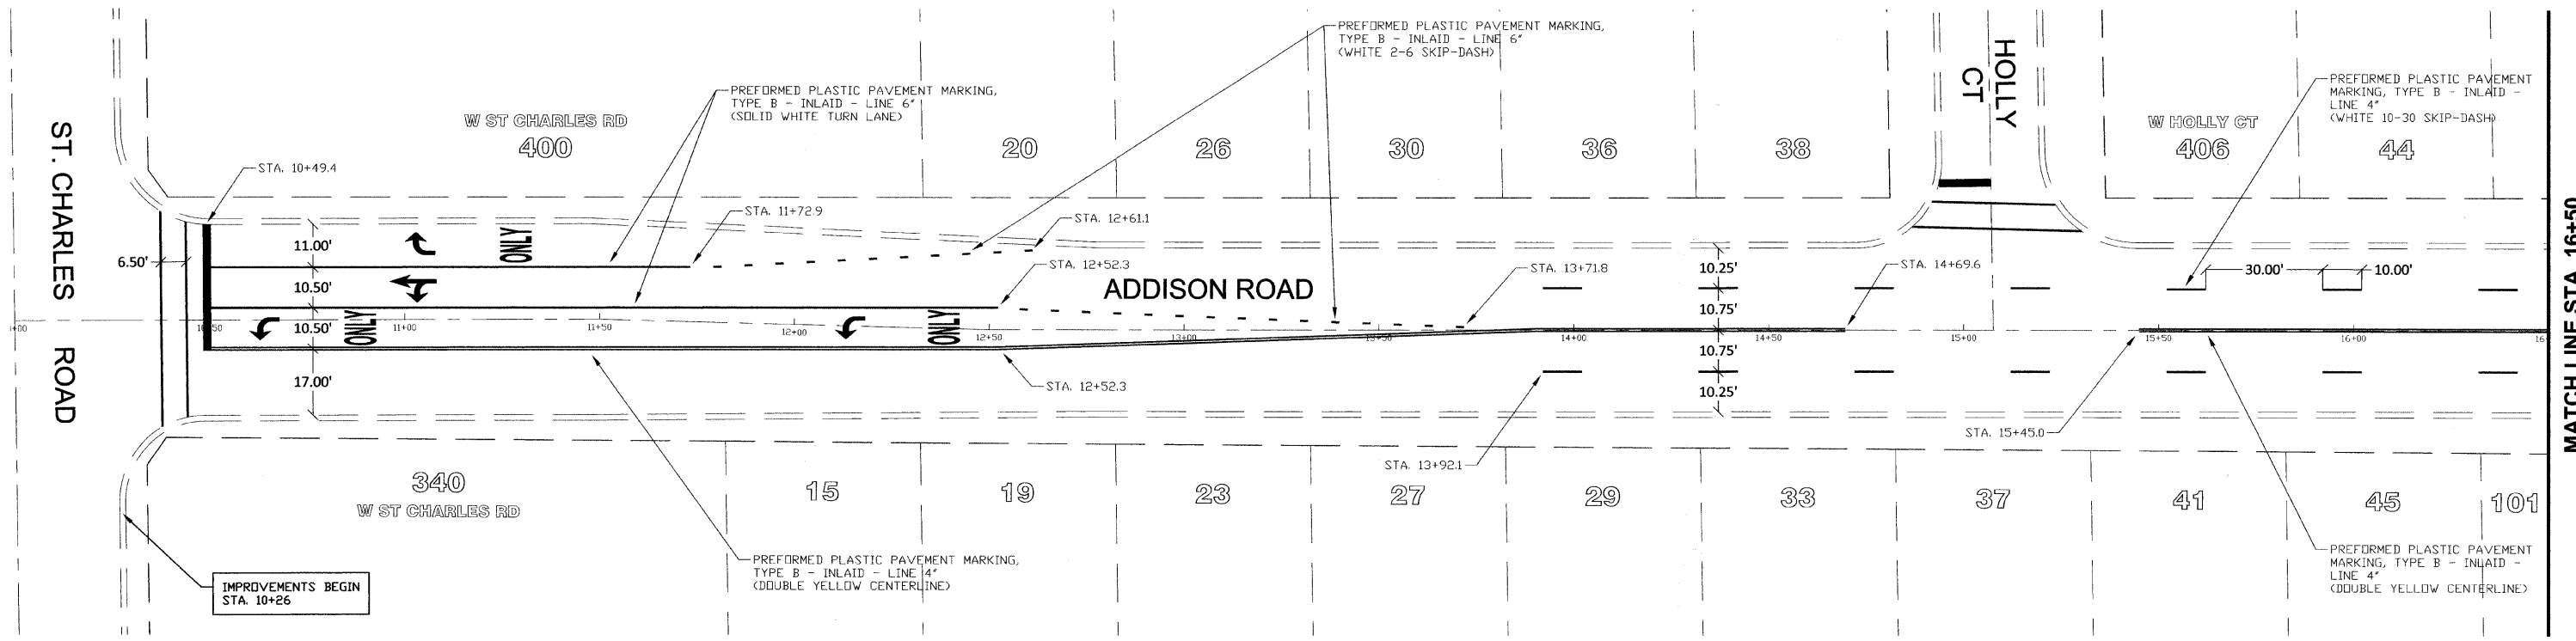 ST. CHARLES ROAD
W ST CHARLES RD
400
20
26
30
36
38
HOLLY
CT
W HOLLY CT
406
44
PREFORMED PLASTIC PAVEMENT MARKING,
TYPE B - INLAID - LINE 6"
(SOLID WHITE TURN LANE)
PREFORMED PLASTIC PAVEMENT MARKING,
TYPE B - INLAID - LINE 6"
(WHITE 2-6 SKIP-DASH)
PREFORMED PLASTIC PAVEMENT
MARKING, TYPE B - INLAID -
LINE 4"
(WHITE 10-30 SKIP-DASH)
STA. 10+49.4
STA. 11+72.9
STA. 12+61.1
STA. 12+52.3
STA. 13+71.8
STA. 14+69.6
6.50'
11.00'
10.50'
10.50'
17.00'
ONLY
ONLY
ONLY
ADDISON ROAD
10.25'
10.75'
10.75'
10.25'
30.00'
10.00'
11+00
11+50
12+00
12+50
13+00
14+00
14+50
15+00
15+50
16+00
STA. 12+52.3
STA. 13+92.1
STA. 15+45.0
MATCH LINE STA. 16+50
340
W ST CHARLES RD
15
19
23
27
29
33
37
41
45
101
PREFORMED PLASTIC PAVEMENT MARKING,
TYPE B - INLAID - LINE 4"
(DOUBLE YELLOW CENTERLINE)
PREFORMED PLASTIC PAVEMENT
MARKING, TYPE B - INLAID -
LINE 4"
(DOUBLE YELLOW CENTERLINE)
IMPROVEMENTS BEGIN
STA. 10+26